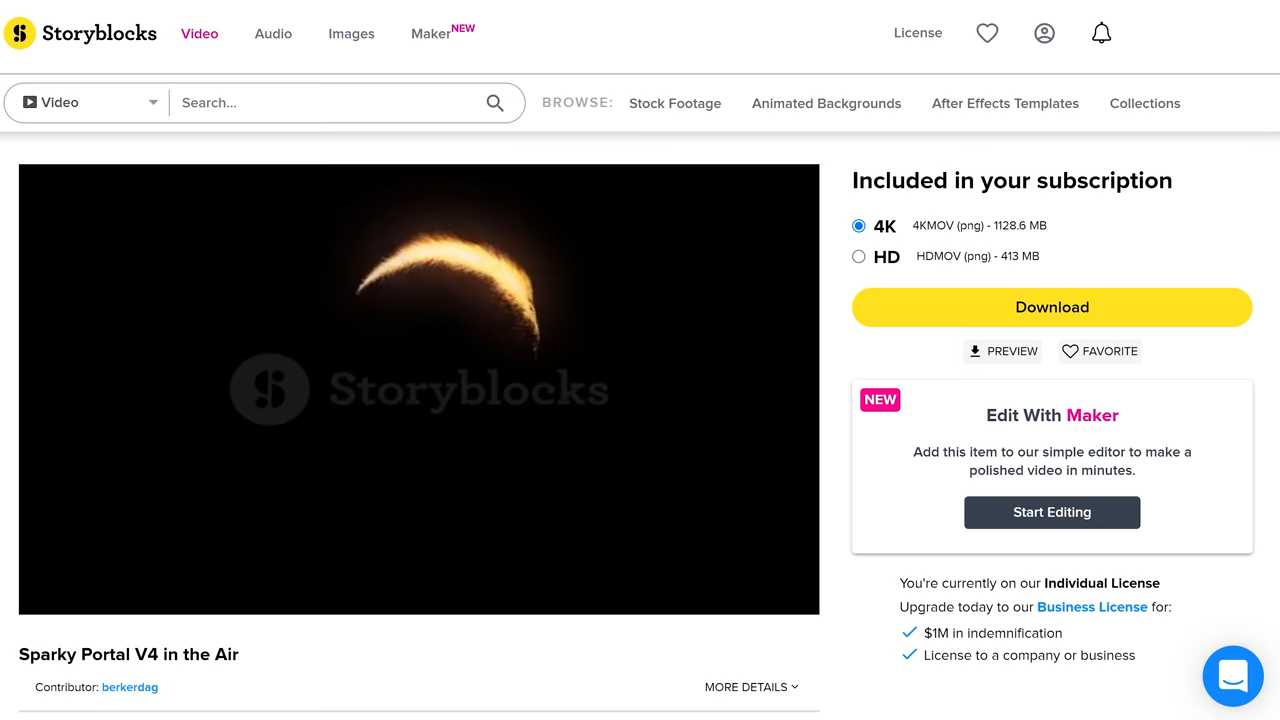 Storyblocks
Video
Audio
Images
Maker NEW
License
Video
Search...
BROWSE:
Stock Footage
Animated Backgrounds
After Effects Templates
Collections
Storyblocks
Included in your subscription
4K 4KMOV (png) - 1128.6 MB
HD HDMOV (png) - 413 MB
Download
PREVIEW
FAVORITE
NEW
Edit With Maker
Add this item to our simple editor to make a
polished video in minutes.
Start Editing
You're currently on our Individual License
Upgrade today to our Business License for:
$1M in indemnification
License to a company or business
Sparky Portal V4 in the Air
Contributor: berkerdag
MORE DETAILS